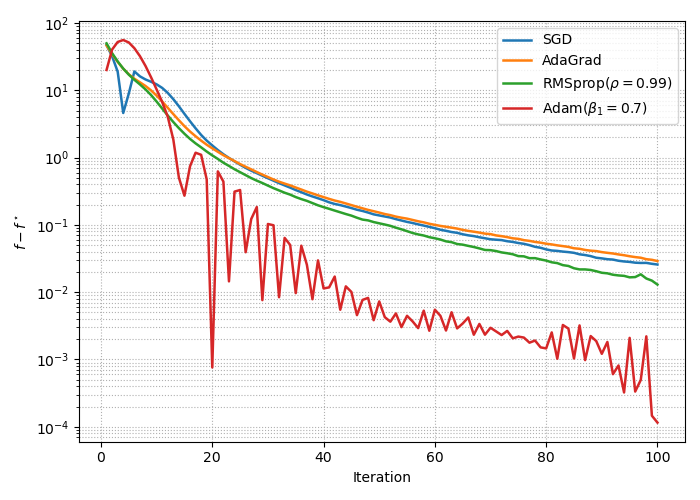 10²
10¹
10⁰
10⁻¹
10⁻²
10⁻³
10⁻⁴
f − f⋆
SGD
AdaGrad
RMSprop(ρ = 0.99)
Adam(β₁ = 0.7)
0 20 40 60 80 100
Iteration